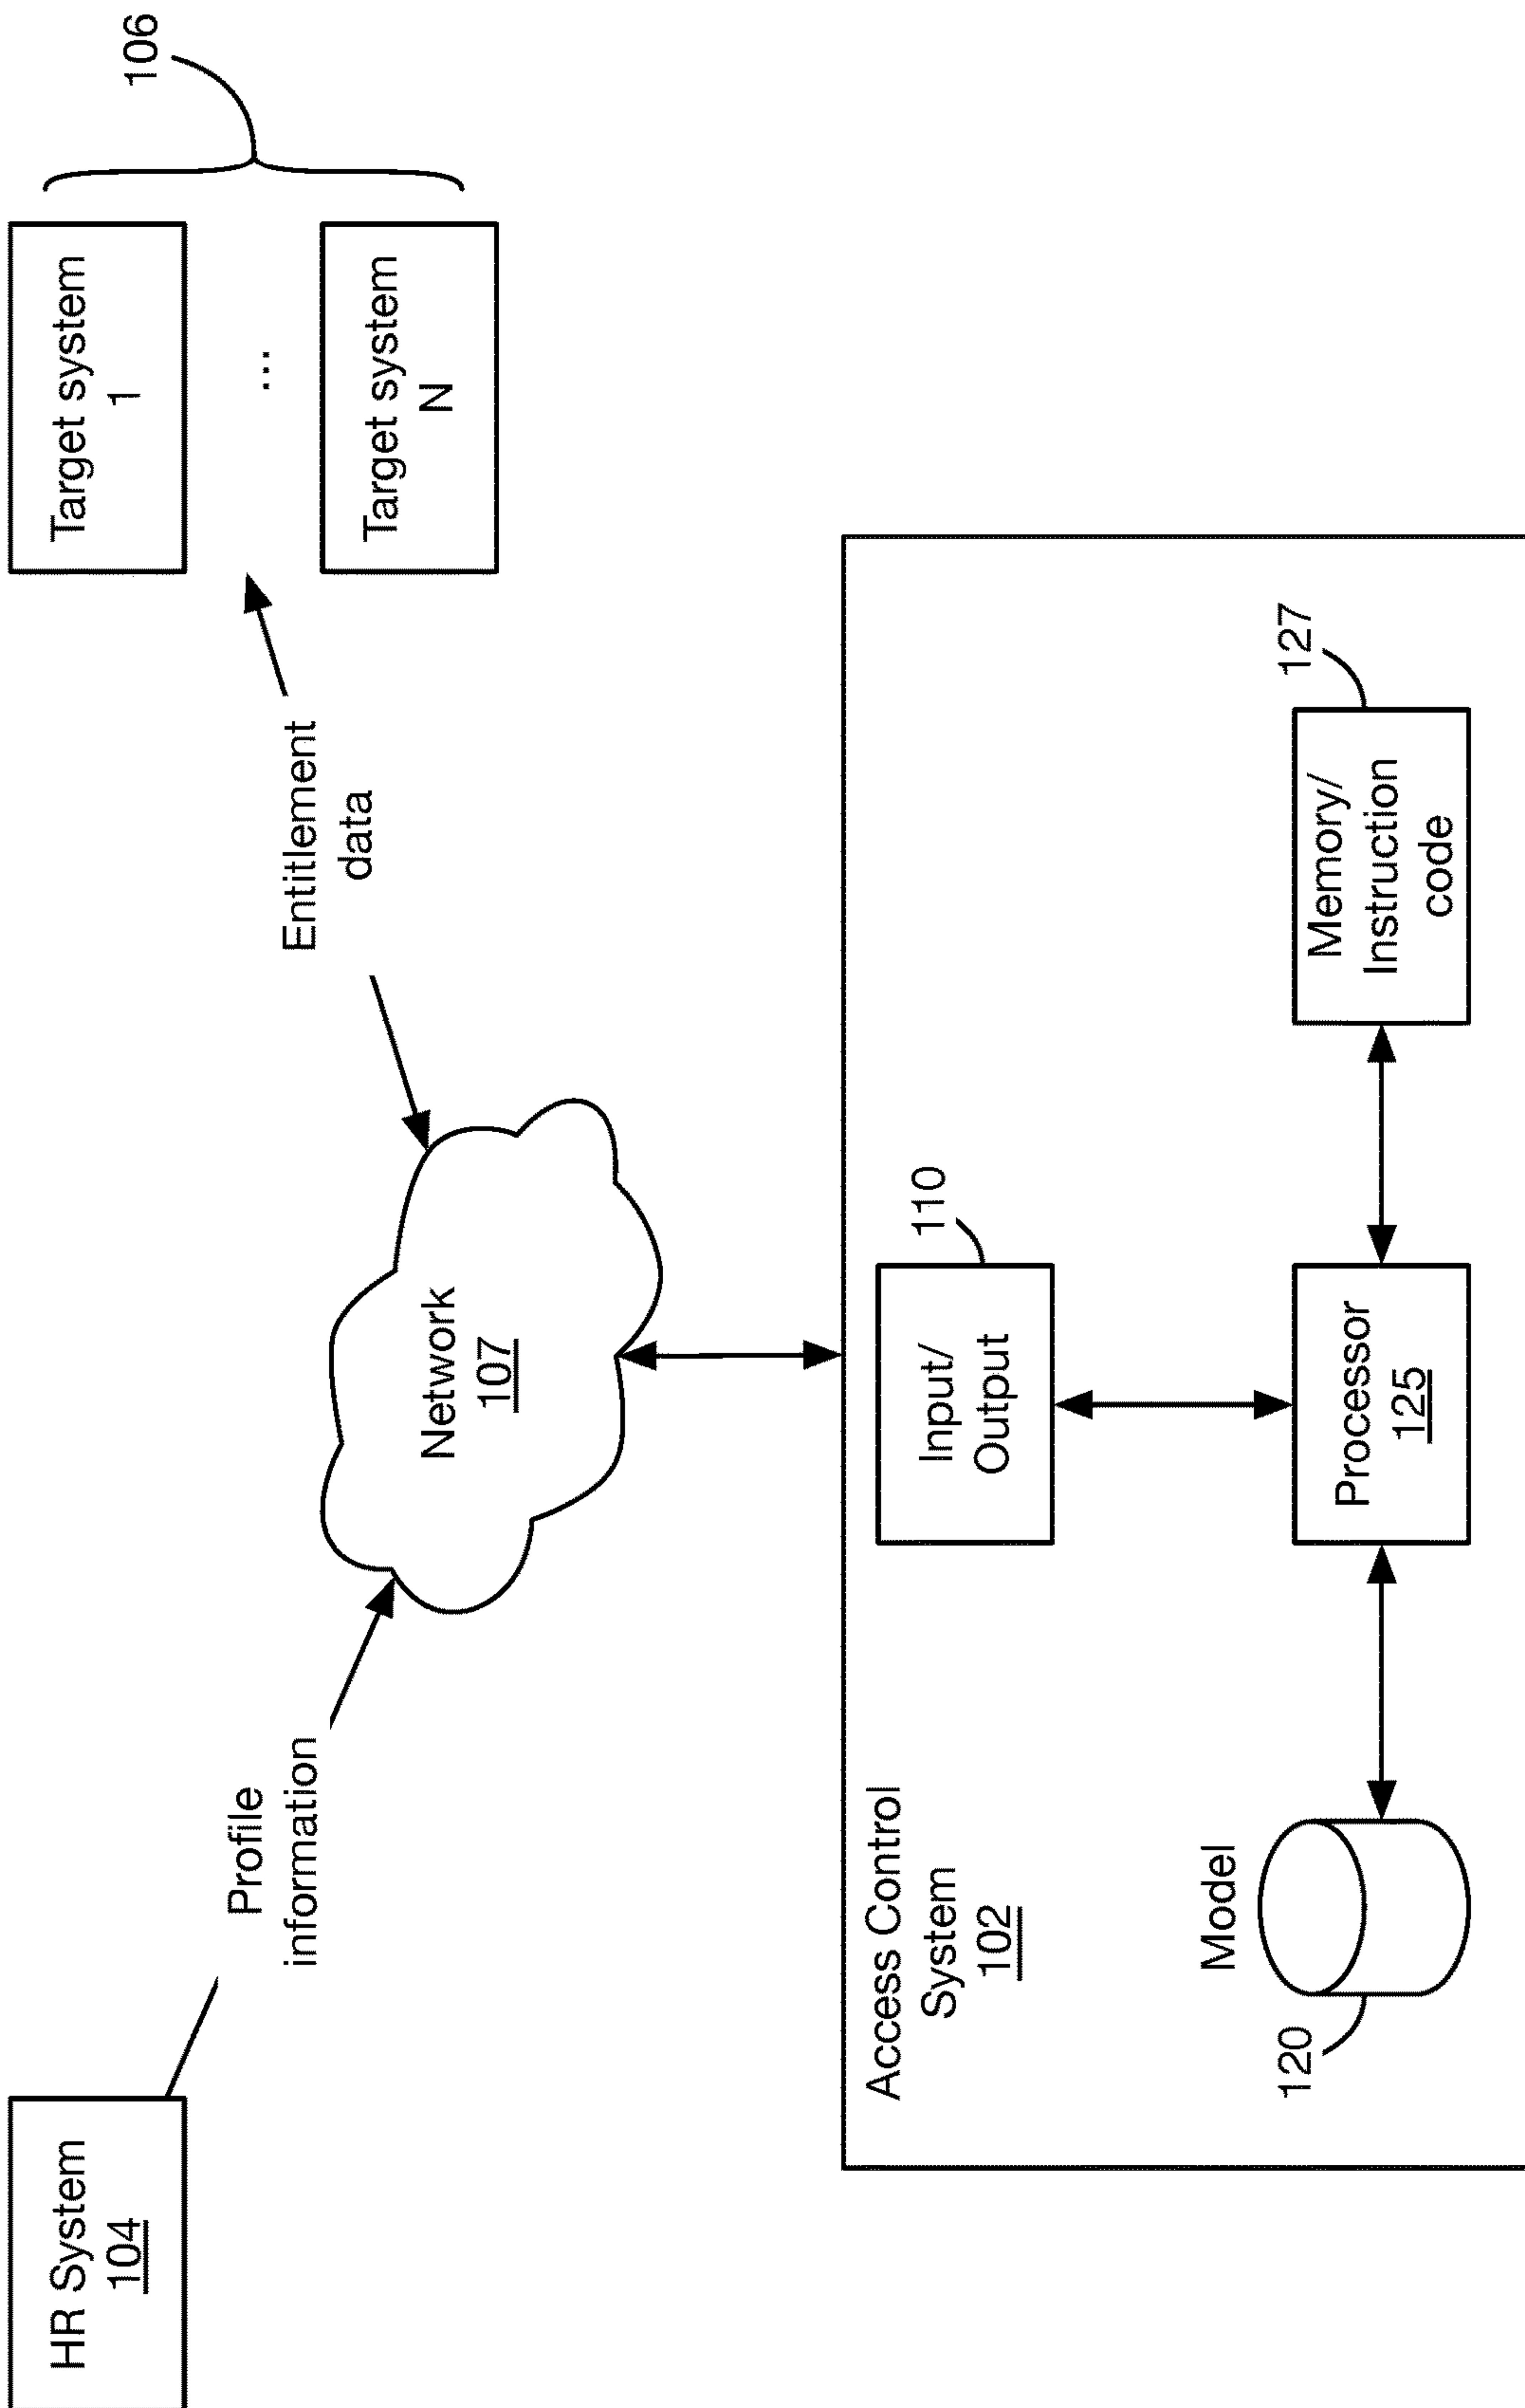 HR System
104
Profile
information
Network
107
Entitlement
data
Target system
1
...
Target system
N
106
Access Control
System
102
Input/
Output
110
Model
120
Processor
125
Memory/
Instruction
code
127